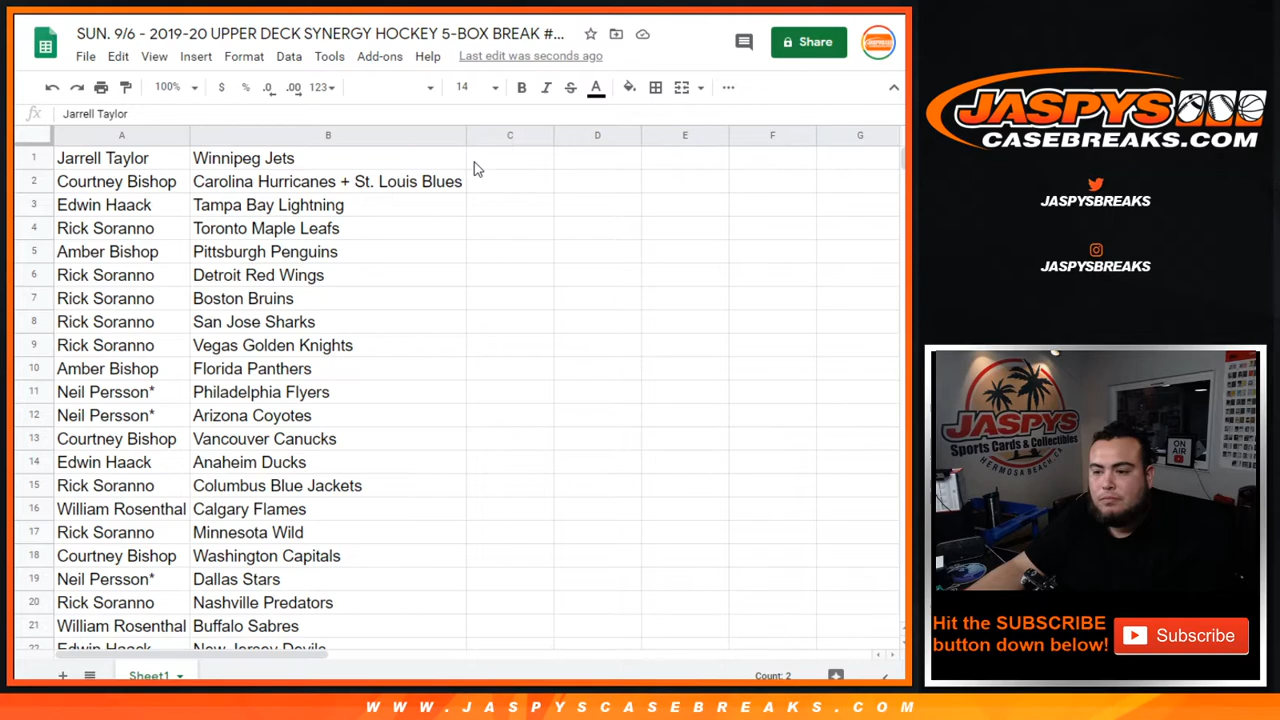 SUN. 9/6 - 2019-20 UPPER DECK SYNERGY HOCKEY 5-BOX BREAK #...
File Edit View Insert Format Data Tools Add-ons Help Last edit was seconds ago
Share
100% $ % .0 .00 123 14 B I S A
fx Jarrell Taylor
A B C D E F G
1 Jarrell Taylor Winnipeg Jets
2 Courtney Bishop Carolina Hurricanes + St. Louis Blues
3 Edwin Haack Tampa Bay Lightning
4 Rick Soranno Toronto Maple Leafs
5 Amber Bishop Pittsburgh Penguins
6 Rick Soranno Detroit Red Wings
7 Rick Soranno Boston Bruins
8 Rick Soranno San Jose Sharks
9 Rick Soranno Vegas Golden Knights
10 Amber Bishop Florida Panthers
11 Neil Persson* Philadelphia Flyers
12 Neil Persson* Arizona Coyotes
13 Courtney Bishop Vancouver Canucks
14 Edwin Haack Anaheim Ducks
15 Rick Soranno Columbus Blue Jackets
16 William Rosenthal Calgary Flames
17 Rick Soranno Minnesota Wild
18 Courtney Bishop Washington Capitals
19 Neil Persson* Dallas Stars
20 Rick Soranno Nashville Predators
21 William Rosenthal Buffalo Sabres
22 Edwin Haack New Jersey Devils
Sheet1
Count: 2
JASPYS
CASEBREAKS.COM
JASPYSBREAKS
JASPYSBREAKS
JASPYS
Sports Cards & Collectibles
HERMOSA BEACH, CA
ON AIR
Hit the SUBSCRIBE
button down below!
Subscribe
WWW.JASPYSCASEBREAKS.COM